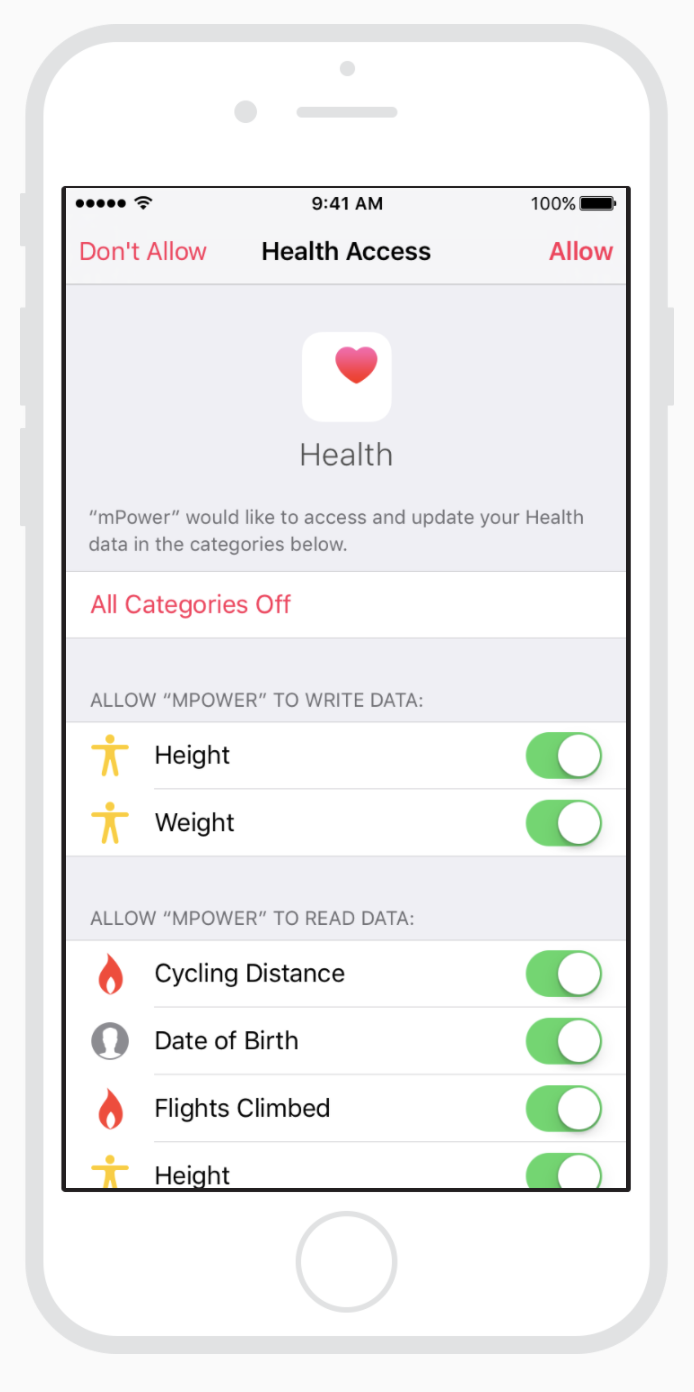 9:41 AM 100%
Don't Allow Health Access Allow
Health
“mPower” would like to access and update your Health
data in the categories below.
All Categories Off
ALLOW “MPOWER” TO WRITE DATA:
Height
Weight
ALLOW “MPOWER” TO READ DATA:
Cycling Distance
Date of Birth
Flights Climbed
Height